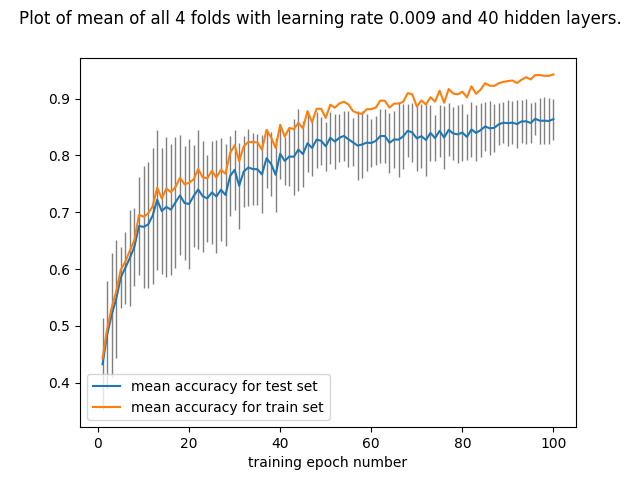 Plot of mean of all 4 folds with learning rate 0.009 and 40 hidden layers.
0.9
0.8
0.7
0.6
0.5
0.4
mean accuracy for test set
mean accuracy for train set
0 20 40 60 80 100
training epoch number